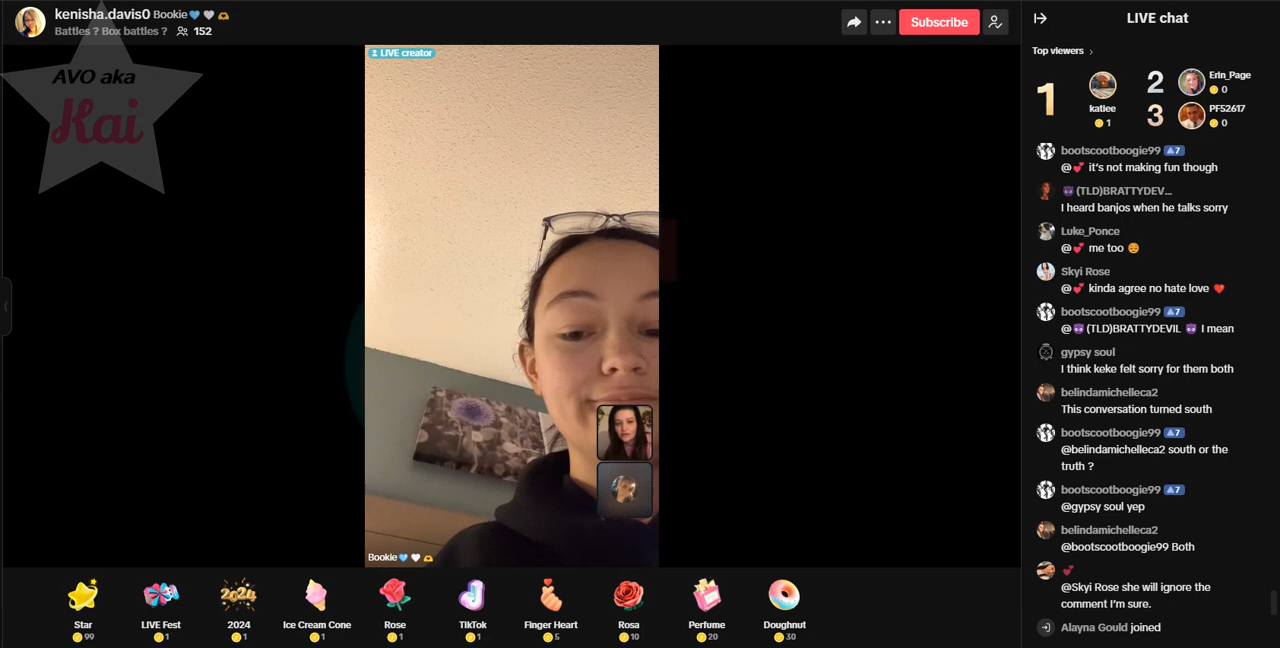 kenisha.davis0 Bookie🩵🤍🫶
Battles ? Box battles ? 152
Subscribe
AVO aka
Kai
LIVE creator
Bookie🩵🤍🫶
Star
99
LIVE Fest
1
2024
2024
1
Ice Cream Cone
1
Rose
1
TikTok
1
Finger Heart
5
Rosa
10
Perfume
20
Doughnut
30
LIVE chat
Top viewers >
1
katiee
1
2
Erin_Page
0
3
PF52617
0
bootscootboogie99 7
@💕 it's not making fun though
😈(TLD)BRATTYDEV...
I heard banjos when he talks sorry
Luke_Ponce
@💕 me too 😔
Skyi Rose
@💕 kinda agree no hate love ❤️
bootscootboogie99 7
@😈(TLD)BRATTYDEVIL 😈 I mean
gypsy soul
I think keke felt sorry for them both
belindamichelleca2
This conversation turned south
bootscootboogie99 7
@belindamichelleca2 south or the
truth ?
bootscootboogie99 7
@gypsy soul yep
belindamichelleca2
@bootscootboogie99 Both
💕
@Skyi Rose she will ignore the
comment I'm sure.
Alayna Gould joined